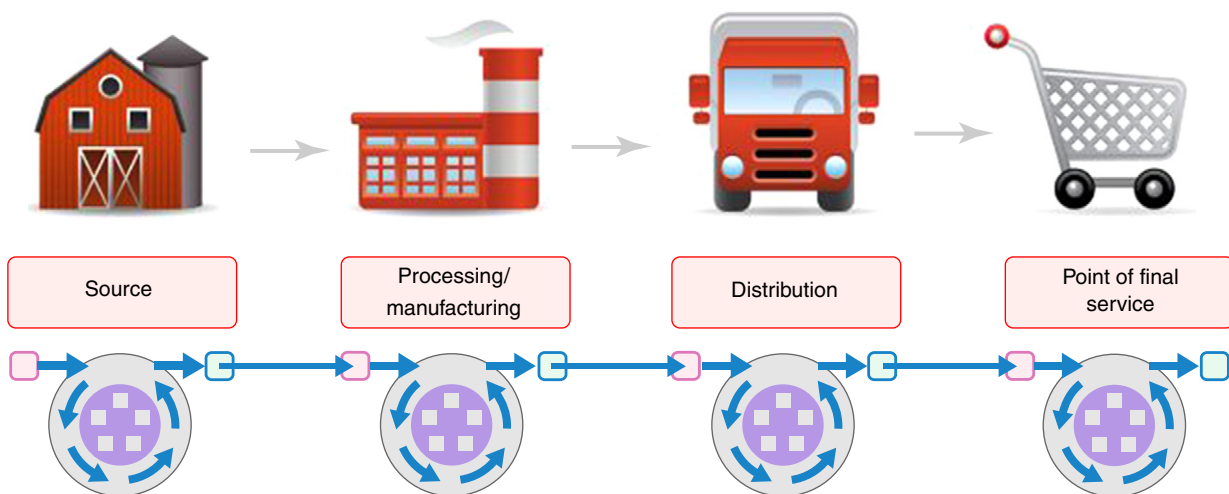 Source
Processing/
manufacturing
Distribution
Point of final
service